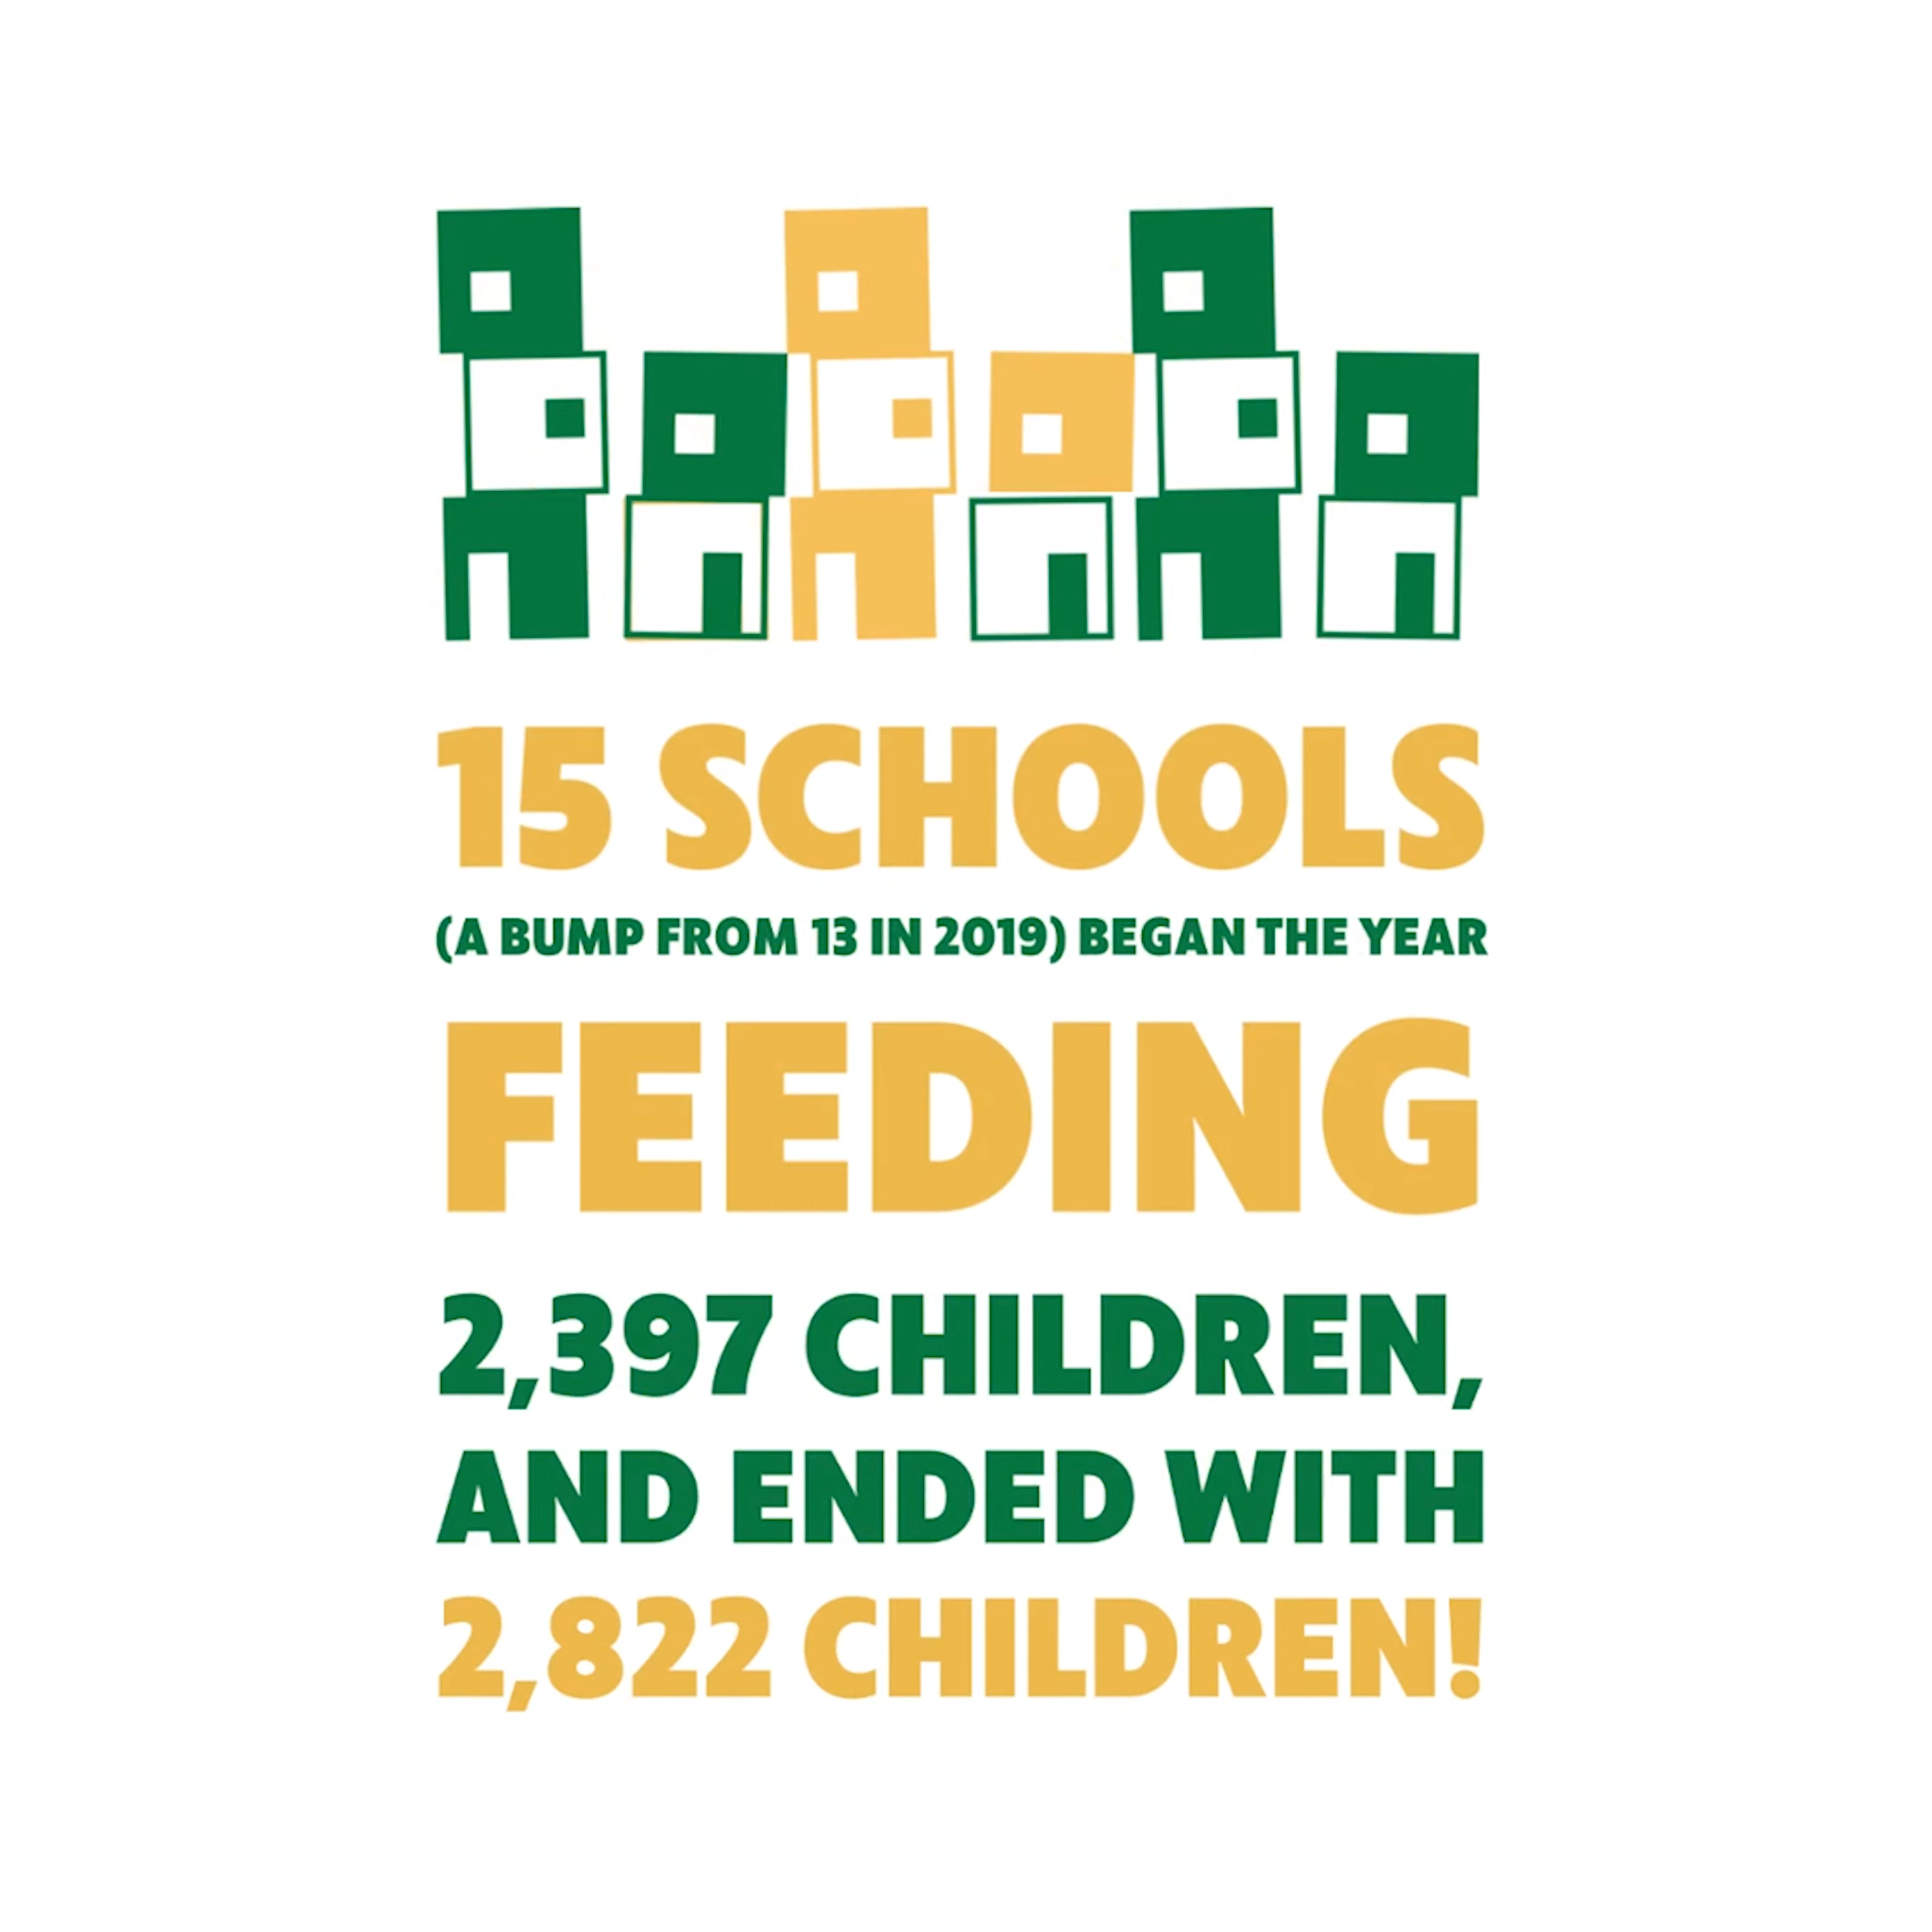 15 SCHOOLS
(A BUMP FROM 13 IN 2019) BEGAN THE YEAR
FEEDING
2,397 CHILDREN,
AND ENDED WITH
2,822 CHILDREN!